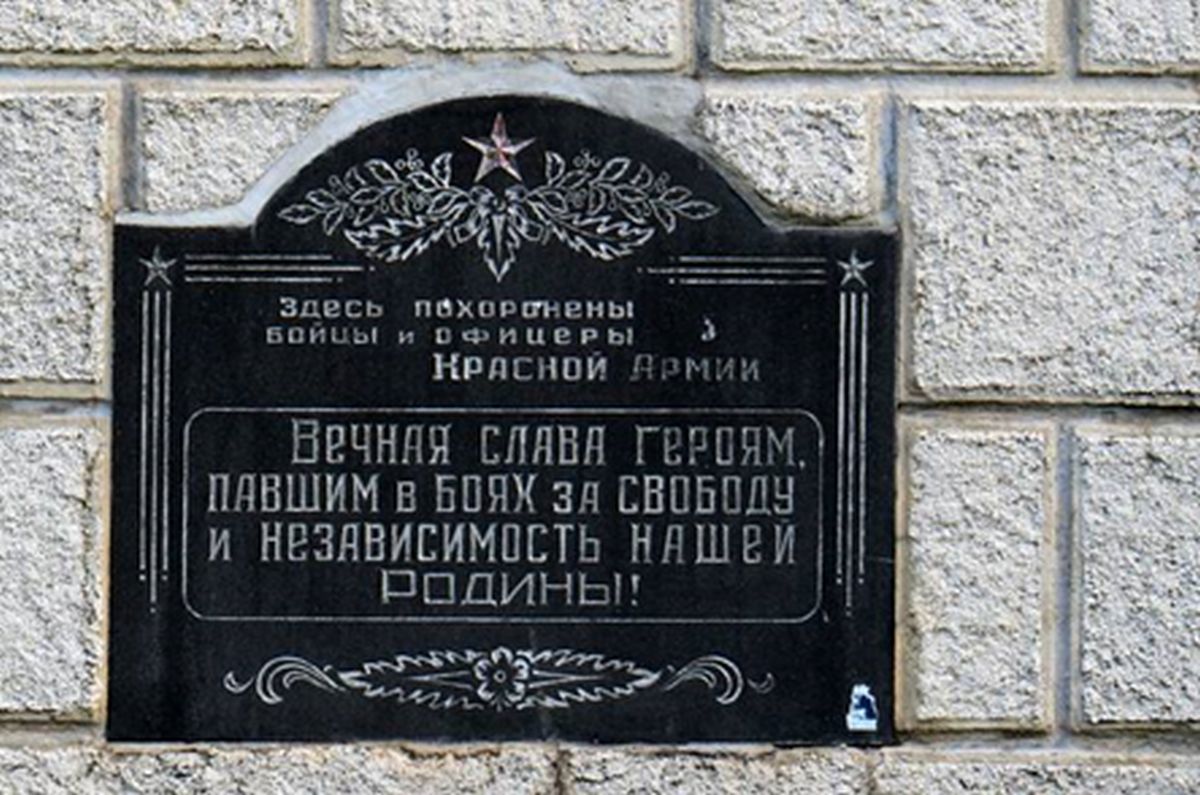 Здесь похоронены
бойцы и офицеры
Красной Армии
Вечная слава героям,
павшим в боях за свободу
и независимость нашей
Родины!